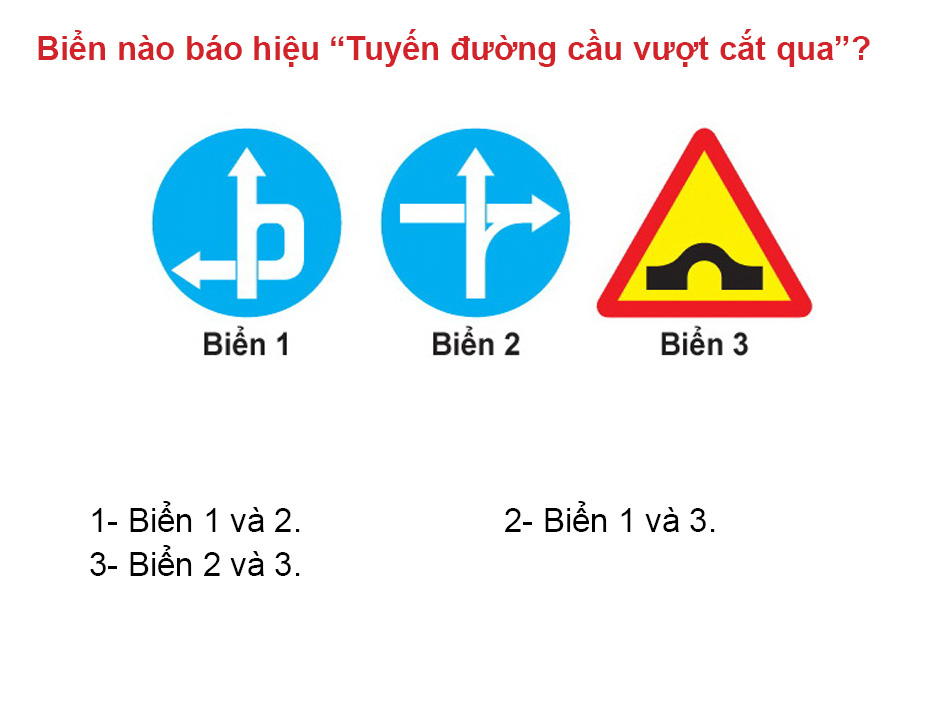 Biển nào báo hiệu “Tuyến đường cầu vượt cắt qua”?
Biển 1 Biển 2 Biển 3
1- Biển 1 và 2. 2- Biển 1 và 3.
3- Biển 2 và 3.